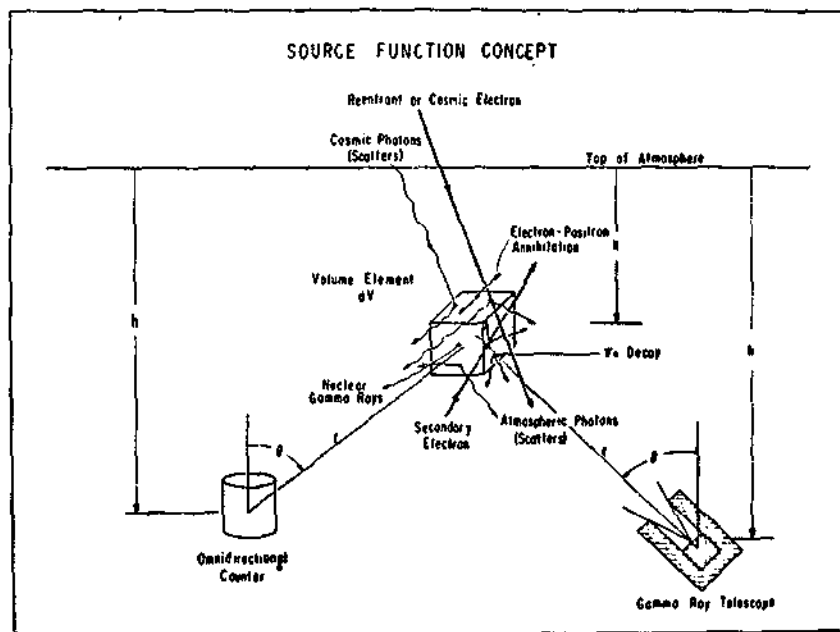 SOURCE FUNCTION CONCEPT
Reentrant or Cosmic Electron
Cosmic Photons
(Scatters)
Top of Atmosphere
Electron-Positron
Annihilation
Volume Element
dV
h
h
h
π₀ Decay
Nuclear
Gamma Rays
Secondary
Electron
Atmospheric Photons
(Scatters)
θ
r
r
θ
Omnidirectional
Counter
Gamma Ray Telescope